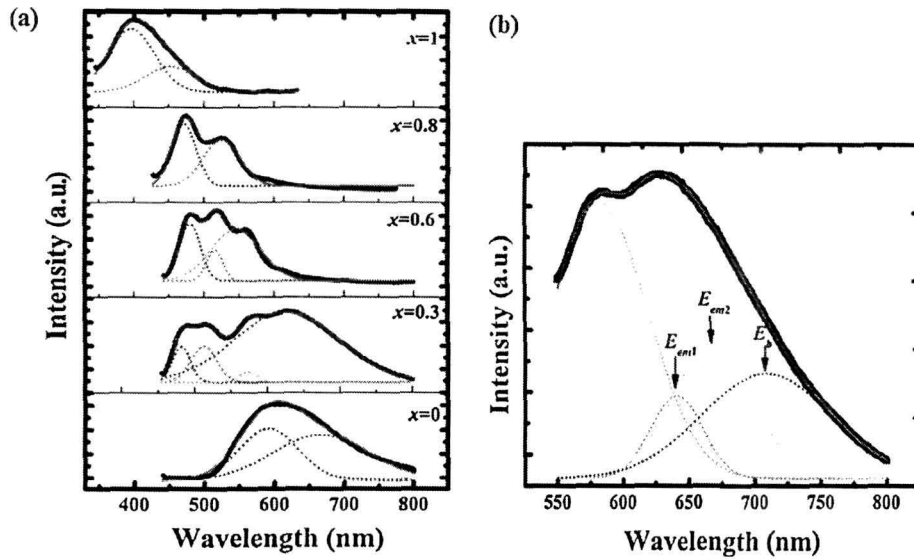 (a)
x=1
x=0.8
x=0.6
x=0.3
x=0
Intensity (a.u.)
400 500 600 700 800
Wavelength (nm)
(b)
E_em2
E_em1
Intensity (a.u.)
550 600 650 700 750 800
Wavelength (nm)